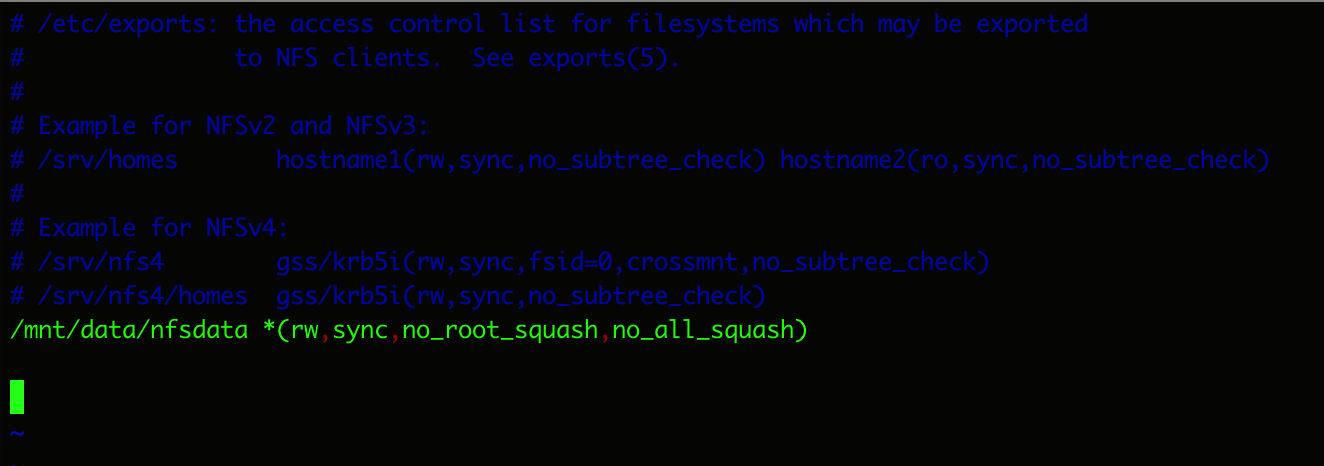 # /etc/exports: the access control list for filesystems which may be exported
#               to NFS clients.  See exports(5).
#
# Example for NFSv2 and NFSv3:
# /srv/homes       hostname1(rw,sync,no_subtree_check) hostname2(ro,sync,no_subtree_check)
#
# Example for NFSv4:
# /srv/nfs4        gss/krb5i(rw,sync,fsid=0,crossmnt,no_subtree_check)
# /srv/nfs4/homes  gss/krb5i(rw,sync,no_subtree_check)
/mnt/data/nfsdata *(rw,sync,no_root_squash,no_all_squash)
~